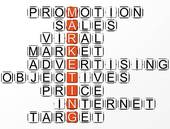 PROMOTION
SALES
VIRAL
MARKET
ADVERTISING
OBJECTIVES
PRICE
INTERNET
TARGET